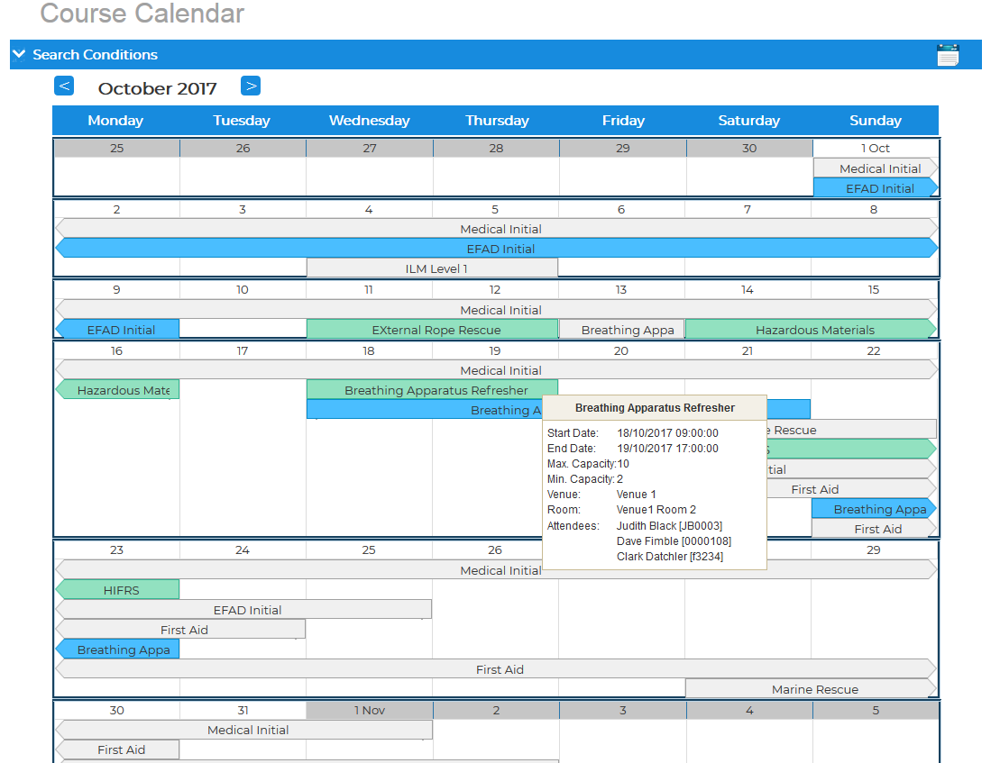 Course Calendar
Search Conditions
< October 2017 >
Monday Tuesday Wednesday Thursday Friday Saturday Sunday
25 26 27 28 29 30 1 Oct
Medical Initial
EFAD Initial
2 3 4 5 6 7 8
Medical Initial
EFAD Initial
ILM Level 1
9 10 11 12 13 14 15
Medical Initial
EFAD Initial EXternal Rope Rescue Breathing Appa Hazardous Materials
16 17 18 19 20 21 22
Medical Initial
Hazardous Mate Breathing Apparatus Refresher
Breathing A
e Rescue
S
tial
First Aid
Breathing Appa
First Aid
Breathing Apparatus Refresher
Start Date: 18/10/2017 09:00:00
End Date: 19/10/2017 17:00:00
Max. Capacity:10
Min. Capacity:2
Venue: Venue 1
Room: Venue1 Room 2
Attendees: Judith Black [JB0003]
Dave Fimble [0000108]
Clark Datchler [f3234]
23 24 25 26 29
Medical Initial
HIFRS
EFAD Initial
First Aid
Breathing Appa
First Aid
Marine Rescue
30 31 1 Nov 2 3 4 5
Medical Initial
First Aid